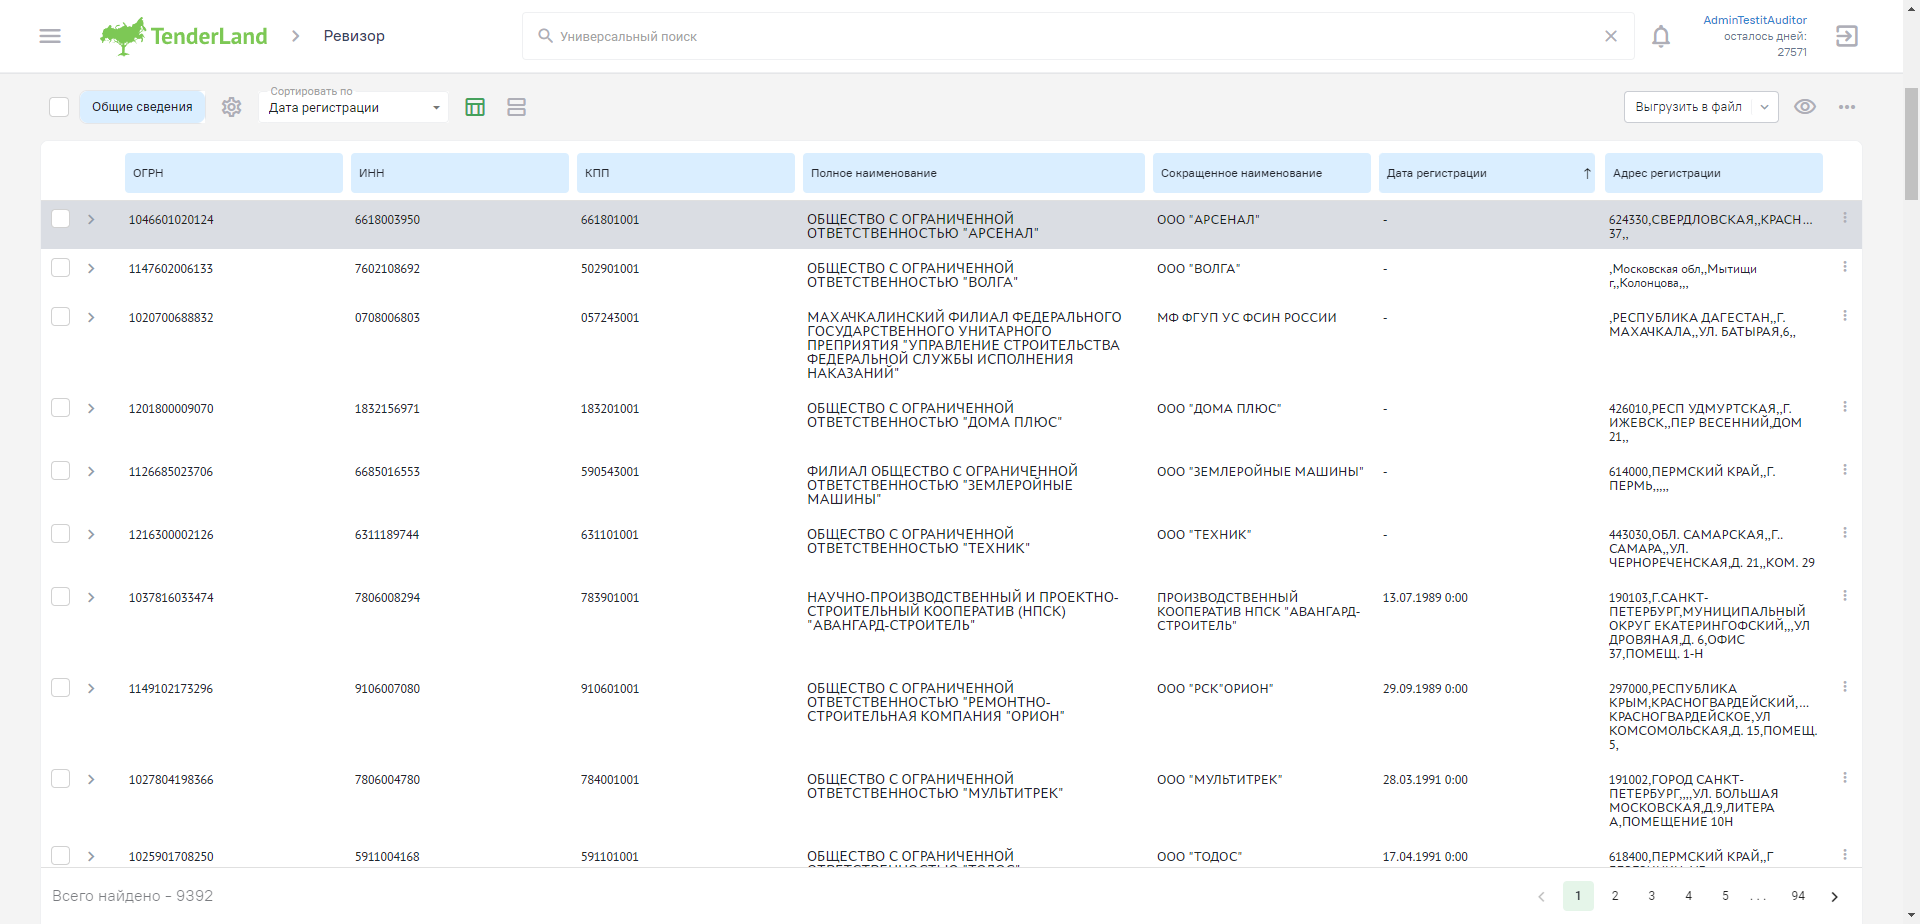 TenderLand
Ревизор
Универсальный поиск
AdminTestitAuditor
осталось дней:
27571
Общие сведения
Сортировать по
Дата регистрации
Выгрузить в файл
ОГРН ИНН КПП Полное наименование Сокращенное наименование Дата регистрации Адрес регистрации
1046601020124 6618003950 661801001 ОБЩЕСТВО С ОГРАНИЧЕННОЙ ООО "АРСЕНАЛ" - 624330,СВЕРДЛОВСКАЯ,,КРАСН...
ОТВЕТСТВЕННОСТЬЮ "АРСЕНАЛ" 37,,
1147602006133 7602108692 502901001 ОБЩЕСТВО С ОГРАНИЧЕННОЙ ООО "ВОЛГА" - ,Московская обл,,Мытищи
ОТВЕТСТВЕННОСТЬЮ "ВОЛГА" г,,Колонцова,,,
1020700688832 0708006803 057243001 МАХАЧКАЛИНСКИЙ ФИЛИАЛ ФЕДЕРАЛЬНОГО МФ ФГУП УС ФСИН РОССИИ - ,РЕСПУБЛИКА ДАГЕСТАН,,Г.
ГОСУДАРСТВЕННОГО УНИТАРНОГО МАХАЧКАЛА,,УЛ. БАТЫРАЯ,6,,
ПРЕПРИЯТИЯ "УПРАВЛЕНИЕ СТРОИТЕЛЬСТВА
ФЕДЕРАЛЬНОЙ СЛУЖБЫ ИСПОЛНЕНИЯ
НАКАЗАНИЙ"
1201800009070 1832156971 183201001 ОБЩЕСТВО С ОГРАНИЧЕННОЙ ООО "ДОМА ПЛЮС" - 426010,РЕСП УДМУРТСКАЯ,,Г.
ОТВЕТСТВЕННОСТЬЮ "ДОМА ПЛЮС" ИЖЕВСК,,ПЕР ВЕСЕННИЙ,ДОМ
21,,
1126685023706 6685016553 590543001 ФИЛИАЛ ОБЩЕСТВО С ОГРАНИЧЕННОЙ ООО "ЗЕМЛЕРОЙНЫЕ МАШИНЫ" - 614000,ПЕРМСКИЙ КРАЙ,,Г.
ОТВЕТСТВЕННОСТЬЮ "ЗЕМЛЕРОЙНЫЕ ПЕРМЬ,,,,,
МАШИНЫ"
1216300002126 6311189744 631101001 ОБЩЕСТВО С ОГРАНИЧЕННОЙ ООО "ТЕХНИК" - 443030,ОБЛ. САМАРСКАЯ,,Г..
ОТВЕТСТВЕННОСТЬЮ "ТЕХНИК" САМАРА,,УЛ.
ЧЕРНОРЕЧЕНСКАЯ,Д. 21,,КОМ. 29
1037816033474 7806008294 783901001 НАУЧНО-ПРОИЗВОДСТВЕННЫЙ И ПРОЕКТНО- ПРОИЗВОДСТВЕННЫЙ 13.07.1989 0:00 190103,Г.САНКТ-
СТРОИТЕЛЬНЫЙ КООПЕРАТИВ (НПСК) КООПЕРАТИВ НПСК "АВАНГАРД- ПЕТЕРБУРГ,МУНИЦИПАЛЬНЫЙ
"АВАНГАРД-СТРОИТЕЛЬ" СТРОИТЕЛЬ" ОКРУГ ЕКАТЕРИНГОФСКИЙ,,,УЛ
ДРОВЯНАЯ,Д. 6,ОФИС
37,ПОМЕЩ. 1-Н
1149102173296 9106007080 910601001 ОБЩЕСТВО С ОГРАНИЧЕННОЙ ООО "РСК"ОРИОН" 29.09.1989 0:00 297000,РЕСПУБЛИКА
ОТВЕТСТВЕННОСТЬЮ "РЕМОНТНО- КРЫМ,КРАСНОГВАРДЕЙСКИЙ,...
СТРОИТЕЛЬНАЯ КОМПАНИЯ "ОРИОН" КРАСНОГВАРДЕЙСКОЕ,УЛ
КОМСОМОЛЬСКАЯ,Д. 15,ПОМЕЩ.
5,
1027804198366 7806004780 784001001 ОБЩЕСТВО С ОГРАНИЧЕННОЙ ООО "МУЛЬТИТРЕК" 28.03.1991 0:00 191002,ГОРОД САНКТ-
ОТВЕТСТВЕННОСТЬЮ "МУЛЬТИТРЕК" ПЕТЕРБУРГ,,,,УЛ. БОЛЬШАЯ
МОСКОВСКАЯ,Д.9,ЛИТЕРА
А,ПОМЕЩЕНИЕ 10Н
1025901708250 5911004168 591101001 ОБЩЕСТВО С ОГРАНИЧЕННОЙ ООО "ТОДОС" 17.04.1991 0:00 618400,ПЕРМСКИЙ КРАЙ,,Г
Всего найдено - 9392
1 2 3 4 5 ... 94